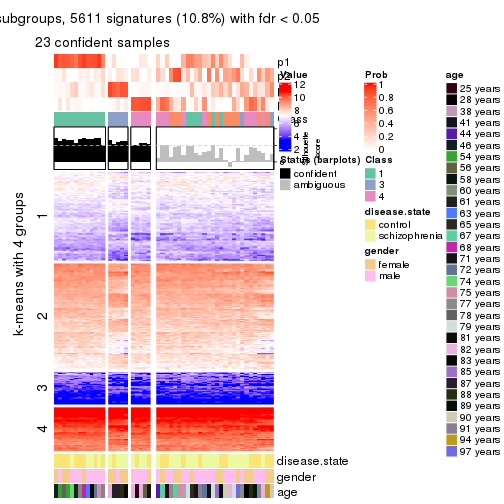 subgroups, 5611 signatures (10.8%) with fdr < 0.05
23 confident samples
p1
p2
Value
12
10
8
6
4
2
Prob
1
0.8
0.6
0.4
0.2
0
Silhouette
score
Status (barplots)
confident
ambiguous
Class
1
3
4
disease.state
control
schizophrenia
gender
female
male
age
25 years
28 years
38 years
41 years
44 years
46 years
54 years
56 years
58 years
60 years
61 years
63 years
65 years
67 years
68 years
71 years
72 years
74 years
75 years
77 years
78 years
79 years
81 years
82 years
83 years
85 years
87 years
88 years
89 years
90 years
91 years
94 years
97 years
k-means with 4 groups
1
2
3
4
disease.state
gender
age